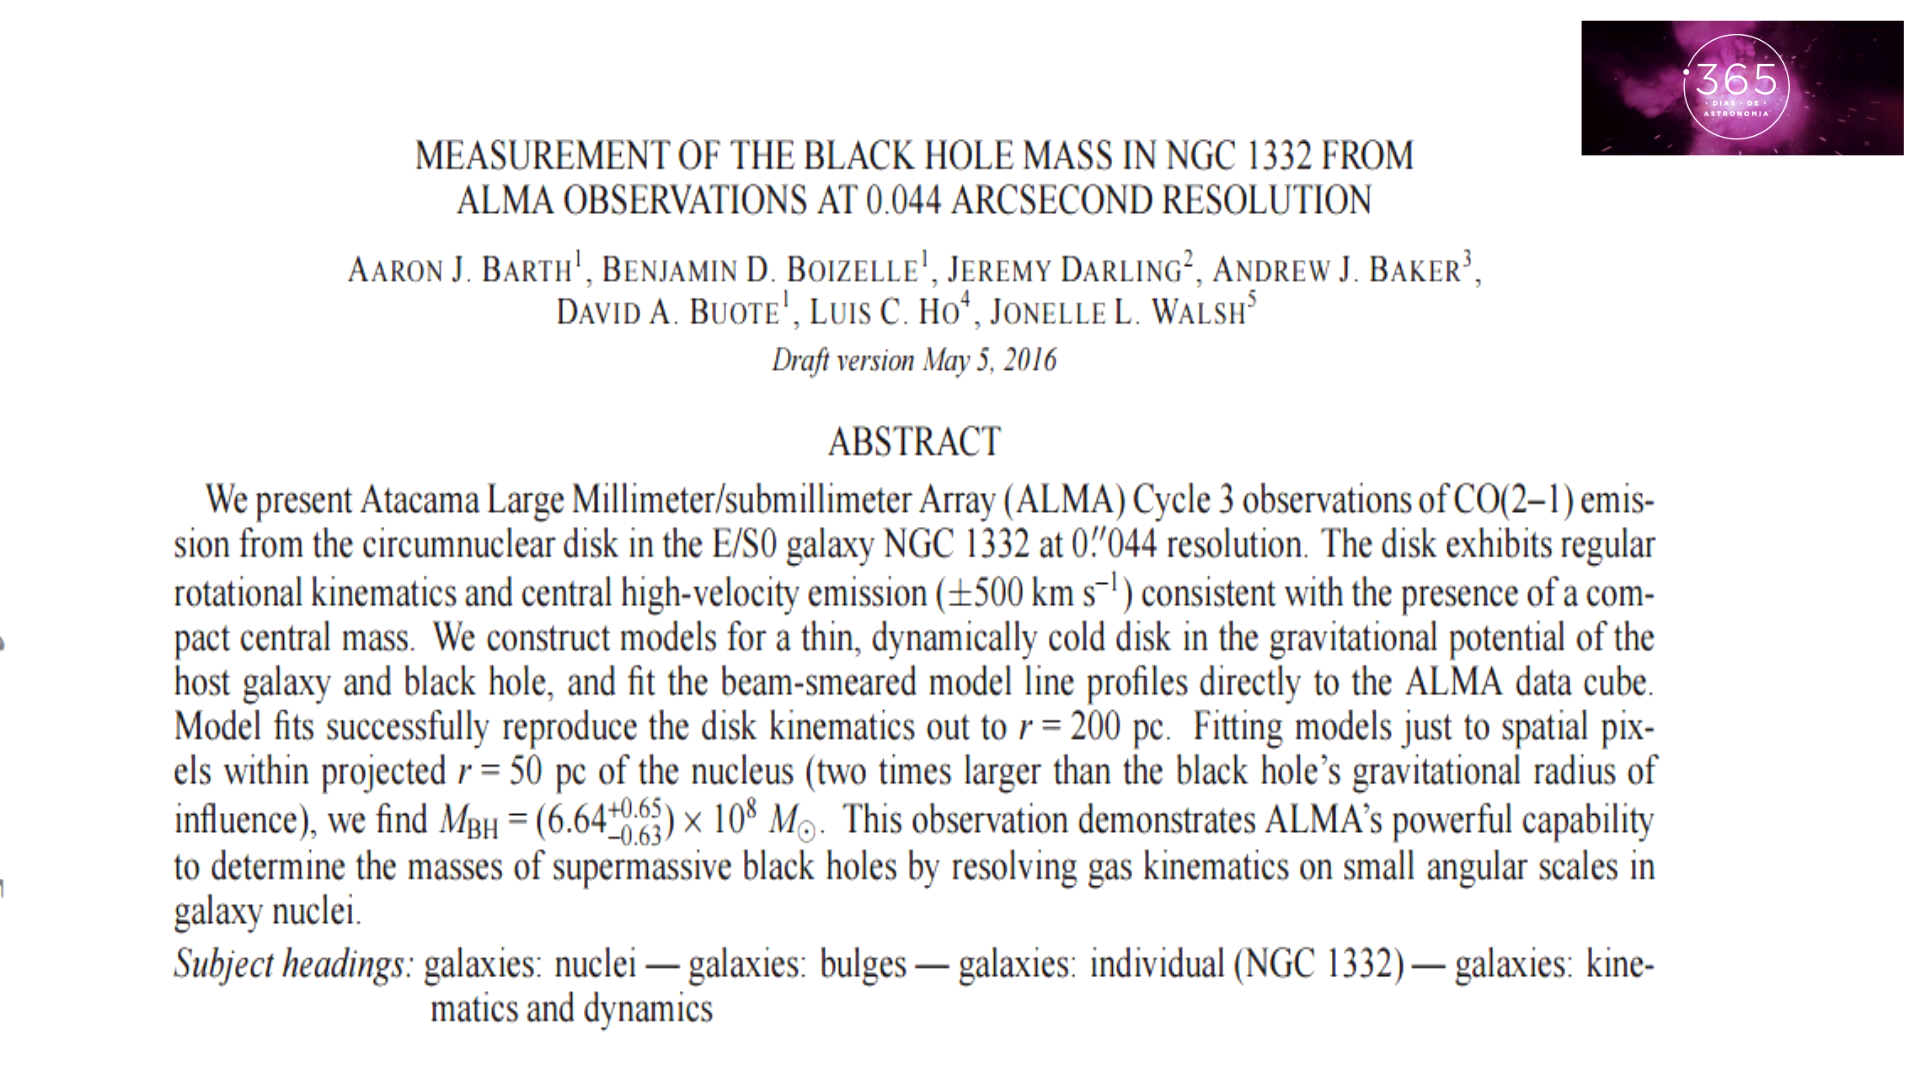 365
• DIAS • DE •
ASTRONOMIA
MEASUREMENT OF THE BLACK HOLE MASS IN NGC 1332 FROM
ALMA OBSERVATIONS AT 0.044 ARCSECOND RESOLUTION
AARON J. BARTH¹, BENJAMIN D. BOIZELLE¹, JEREMY DARLING², ANDREW J. BAKER³,
DAVID A. BUOTE¹, LUIS C. HO⁴, JONELLE L. WALSH⁵
Draft version May 5, 2016
ABSTRACT
We present Atacama Large Millimeter/submillimeter Array (ALMA) Cycle 3 observations of CO(2–1) emis-
sion from the circumnuclear disk in the E/S0 galaxy NGC 1332 at 0.″044 resolution. The disk exhibits regular
rotational kinematics and central high-velocity emission (±500 km s⁻¹) consistent with the presence of a com-
pact central mass. We construct models for a thin, dynamically cold disk in the gravitational potential of the
host galaxy and black hole, and fit the beam-smeared model line profiles directly to the ALMA data cube.
Model fits successfully reproduce the disk kinematics out to r = 200 pc. Fitting models just to spatial pix-
els within projected r = 50 pc of the nucleus (two times larger than the black hole's gravitational radius of
influence), we find M_BH = (6.64^{+0.65}_{−0.63}) × 10⁸ M_⊙. This observation demonstrates ALMA's powerful capability
to determine the masses of supermassive black holes by resolving gas kinematics on small angular scales in
galaxy nuclei.
Subject headings: galaxies: nuclei — galaxies: bulges — galaxies: individual (NGC 1332) — galaxies: kine-
matics and dynamics